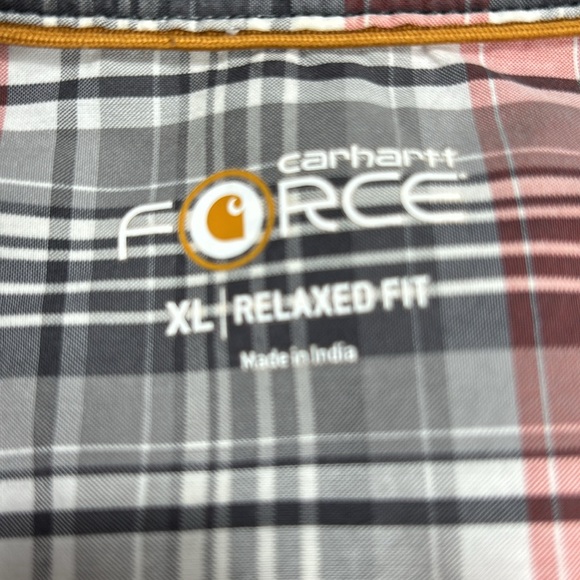 carhartt
FORCE
XL | RELAXED FIT
Made in India